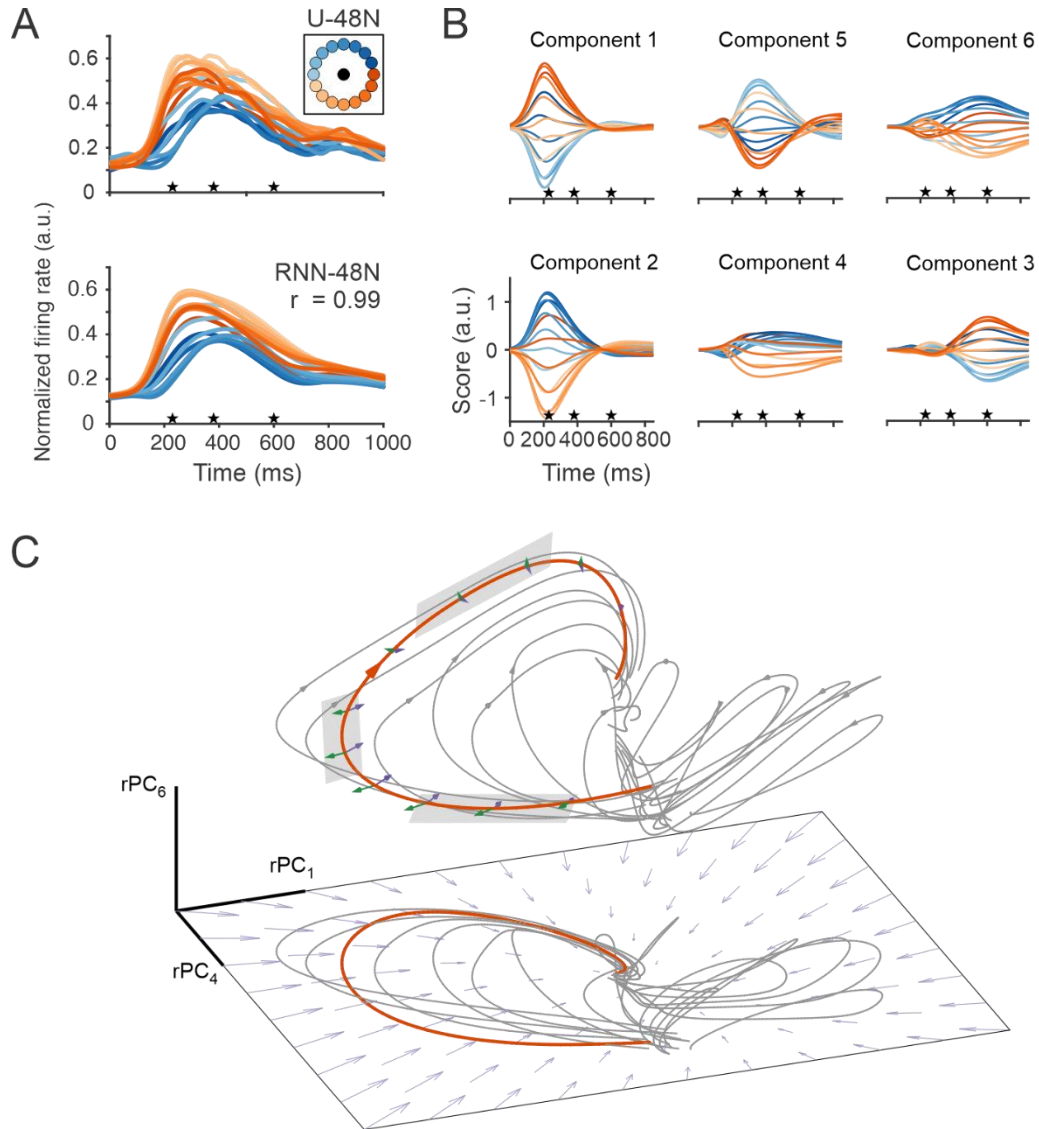 A
U-48N
0.6
0.4
0.2
0
RNN-48N
r = 0.99
0.6
0.4
0.2
0
0 200 400 600 800 1000
Normalized firing rate (a.u.)
Time (ms)
B
Component 1 Component 5 Component 6
Component 2 Component 4 Component 3
1
0
-1
Score (a.u.)
0 200 400 600 800
Time (ms)
C
rPC6
rPC1
rPC4